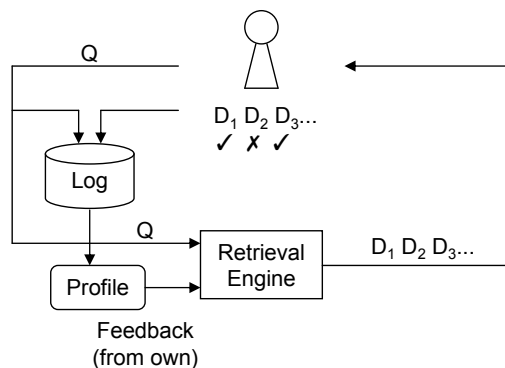 Q
D₁ D₂ D₃...
✓ ✗ ✓
Log
Q
Retrieval
Engine
D₁ D₂ D₃...
Profile
Feedback
(from own)